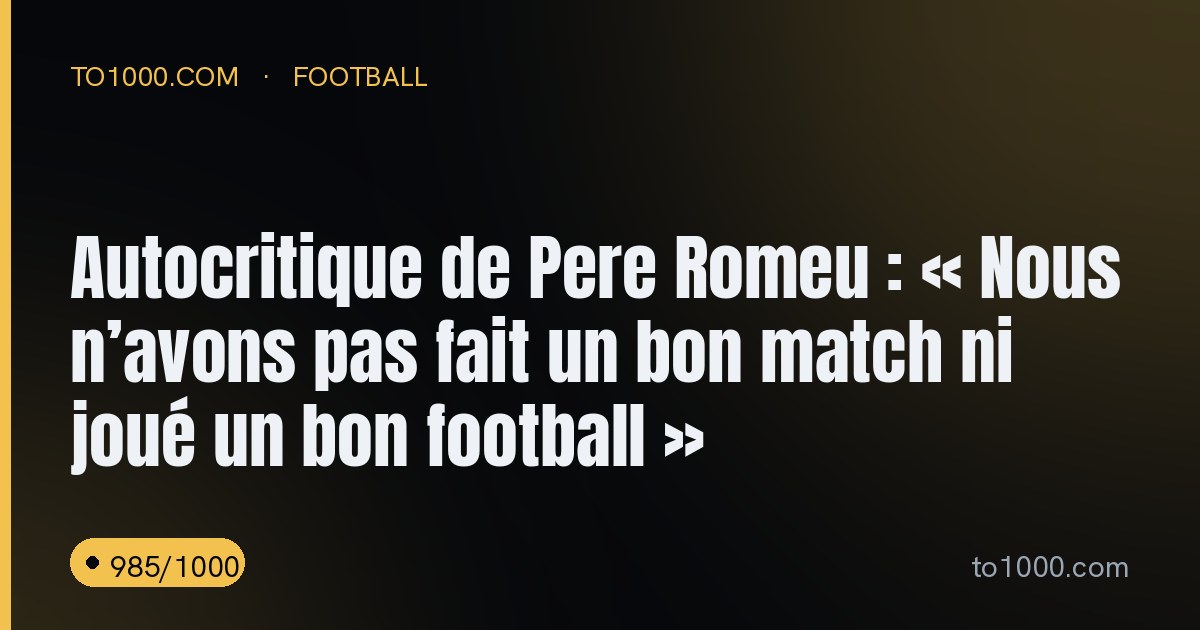 TO1000.COM · FOOTBALL
Autocritique de Pere Romeu : « Nous
n’avons pas fait un bon match ni
joué un bon football »
985/1000
to1000.com